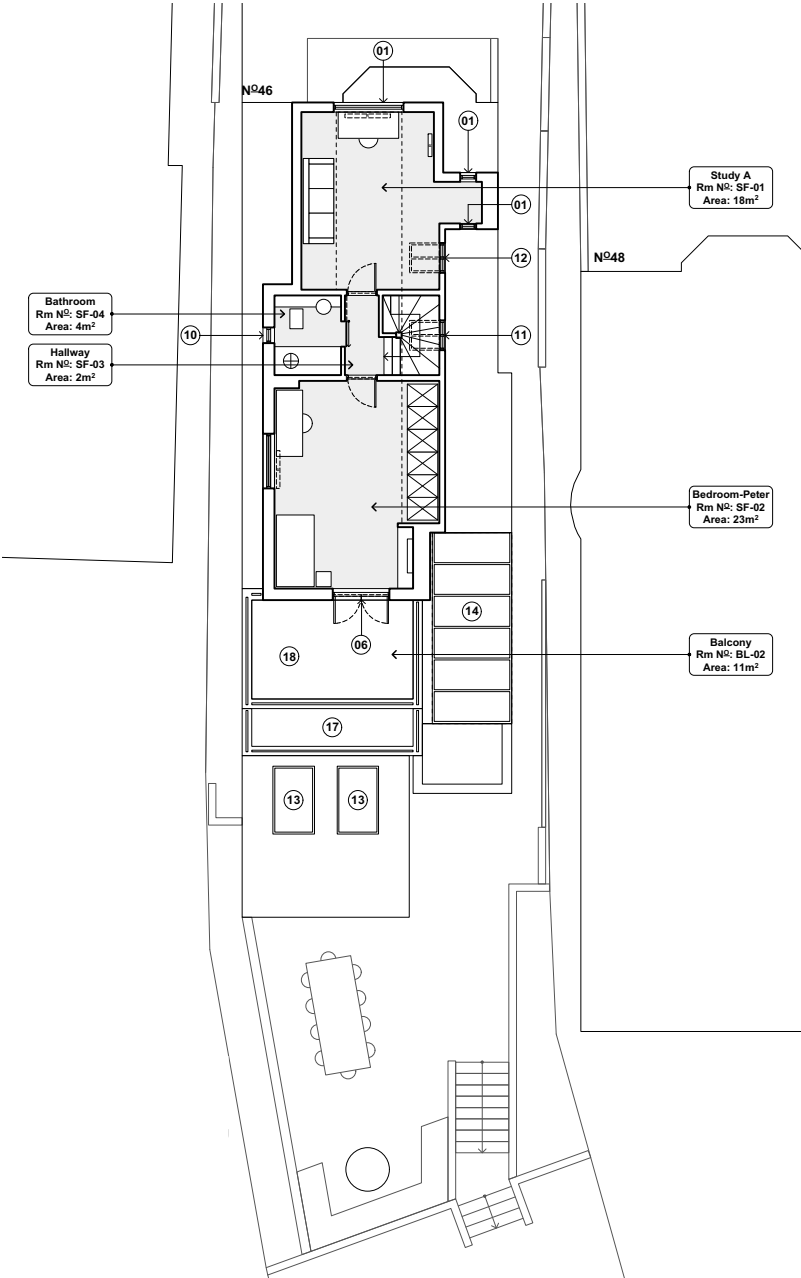 01
Nº46
01
Study A
Rm Nº: SF-01
Area: 18m²
01
12
Nº48
Bathroom
Rm Nº: SF-04
Area: 4m²
10
11
Hallway
Rm Nº: SF-03
Area: 2m²
Bedroom-Peter
Rm Nº: SF-02
Area: 23m²
14
06
18
Balcony
Rm Nº: BL-02
Area: 11m²
17
13
13